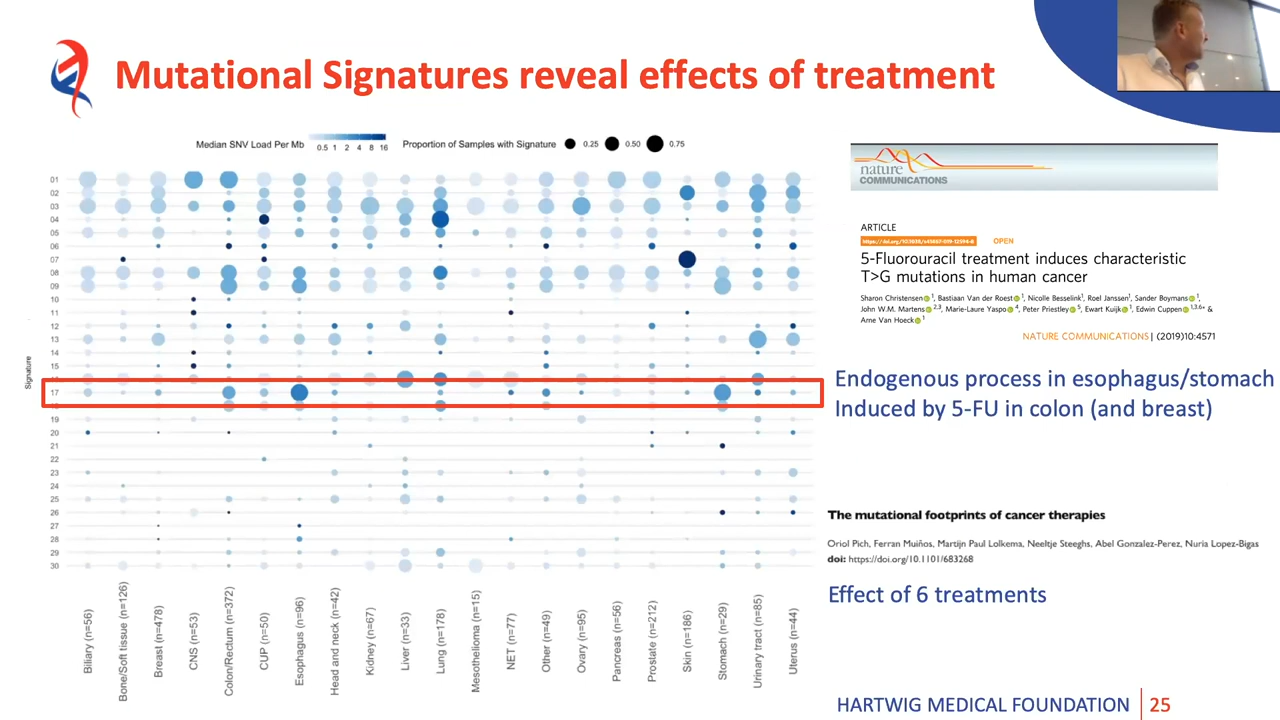 Mutational Signatures reveal effects of treatment
Median SNV Load Per Mb 0.5 1 2 4 8 16 Proportion of Samples with Signature 0.25 0.50 0.75
Signature
01
02
03
04
05
06
07
08
09
10
11
12
13
14
15
17
19
20
21
22
23
24
25
26
27
28
29
30
Biliary (n=56)
Bone/Soft tissue (n=126)
Breast (n=478)
CNS (n=53)
Colon/Rectum (n=372)
CUP (n=50)
Esophagus (n=96)
Head and neck (n=42)
Kidney (n=67)
Liver (n=33)
Lung (n=178)
Mesothelioma (n=15)
NET (n=77)
Other (n=49)
Ovary (n=95)
Pancreas (n=56)
Prostate (n=212)
Skin (n=186)
Stomach (n=29)
Urinary tract (n=85)
Uterus (n=44)
nature
COMMUNICATIONS
ARTICLE
https://doi.org/10.1038/s41467-019-12594-8 OPEN
5-Fluorouracil treatment induces characteristic
T>G mutations in human cancer
Sharon Christensen 1, Bastiaan Van der Roest 1, Nicolle Besselink1, Roel Janssen1, Sander Boymans 1,
John W.M. Martens 2,3, Marie-Laure Yaspo 4, Peter Priestley 5, Ewart Kuijk 1, Edwin Cuppen 1,3,6* &
Arne Van Hoeck 1
NATURE COMMUNICATIONS | (2019)10:4571
Endogenous process in esophagus/stomach
Induced by 5-FU in colon (and breast)
The mutational footprints of cancer therapies
Oriol Pich, Ferran Muiños, Martijn Paul Lolkema, Neeltje Steeghs, Abel Gonzalez-Perez, Nuria Lopez-Bigas
doi: https://doi.org/10.1101/683268
Effect of 6 treatments
HARTWIG MEDICAL FOUNDATION 25